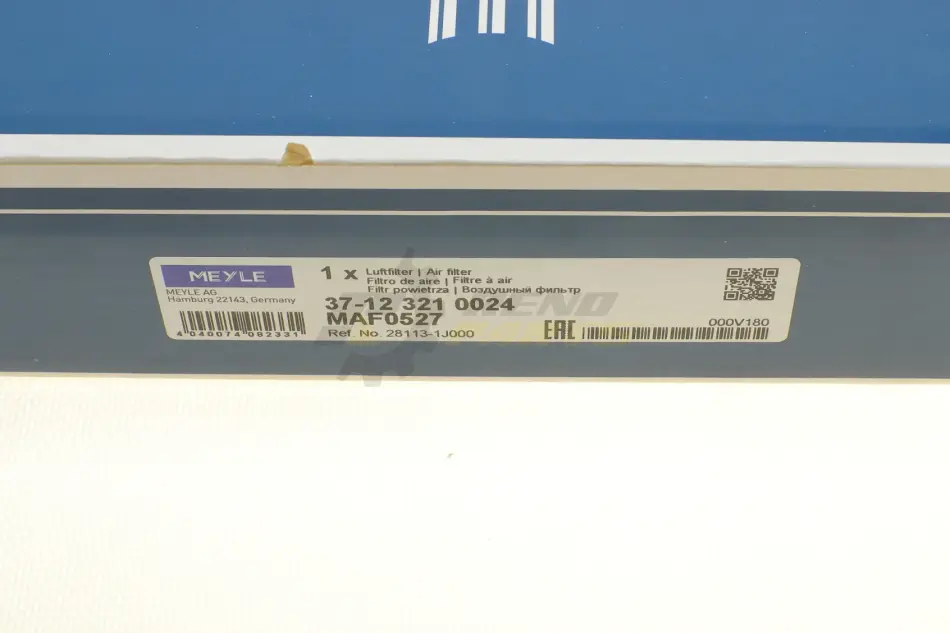 MEYLE
MEYLE AG
Hamburg 22143, Germany
4 040074 082331
1 x Luftfilter | Air filter
Filtro de aire | Filtre à air
Filtr powietrza | Воздушный фильтр
37-12 321 0024
MAF0527
Ref. No. 28113-1J000
EAC
000V180